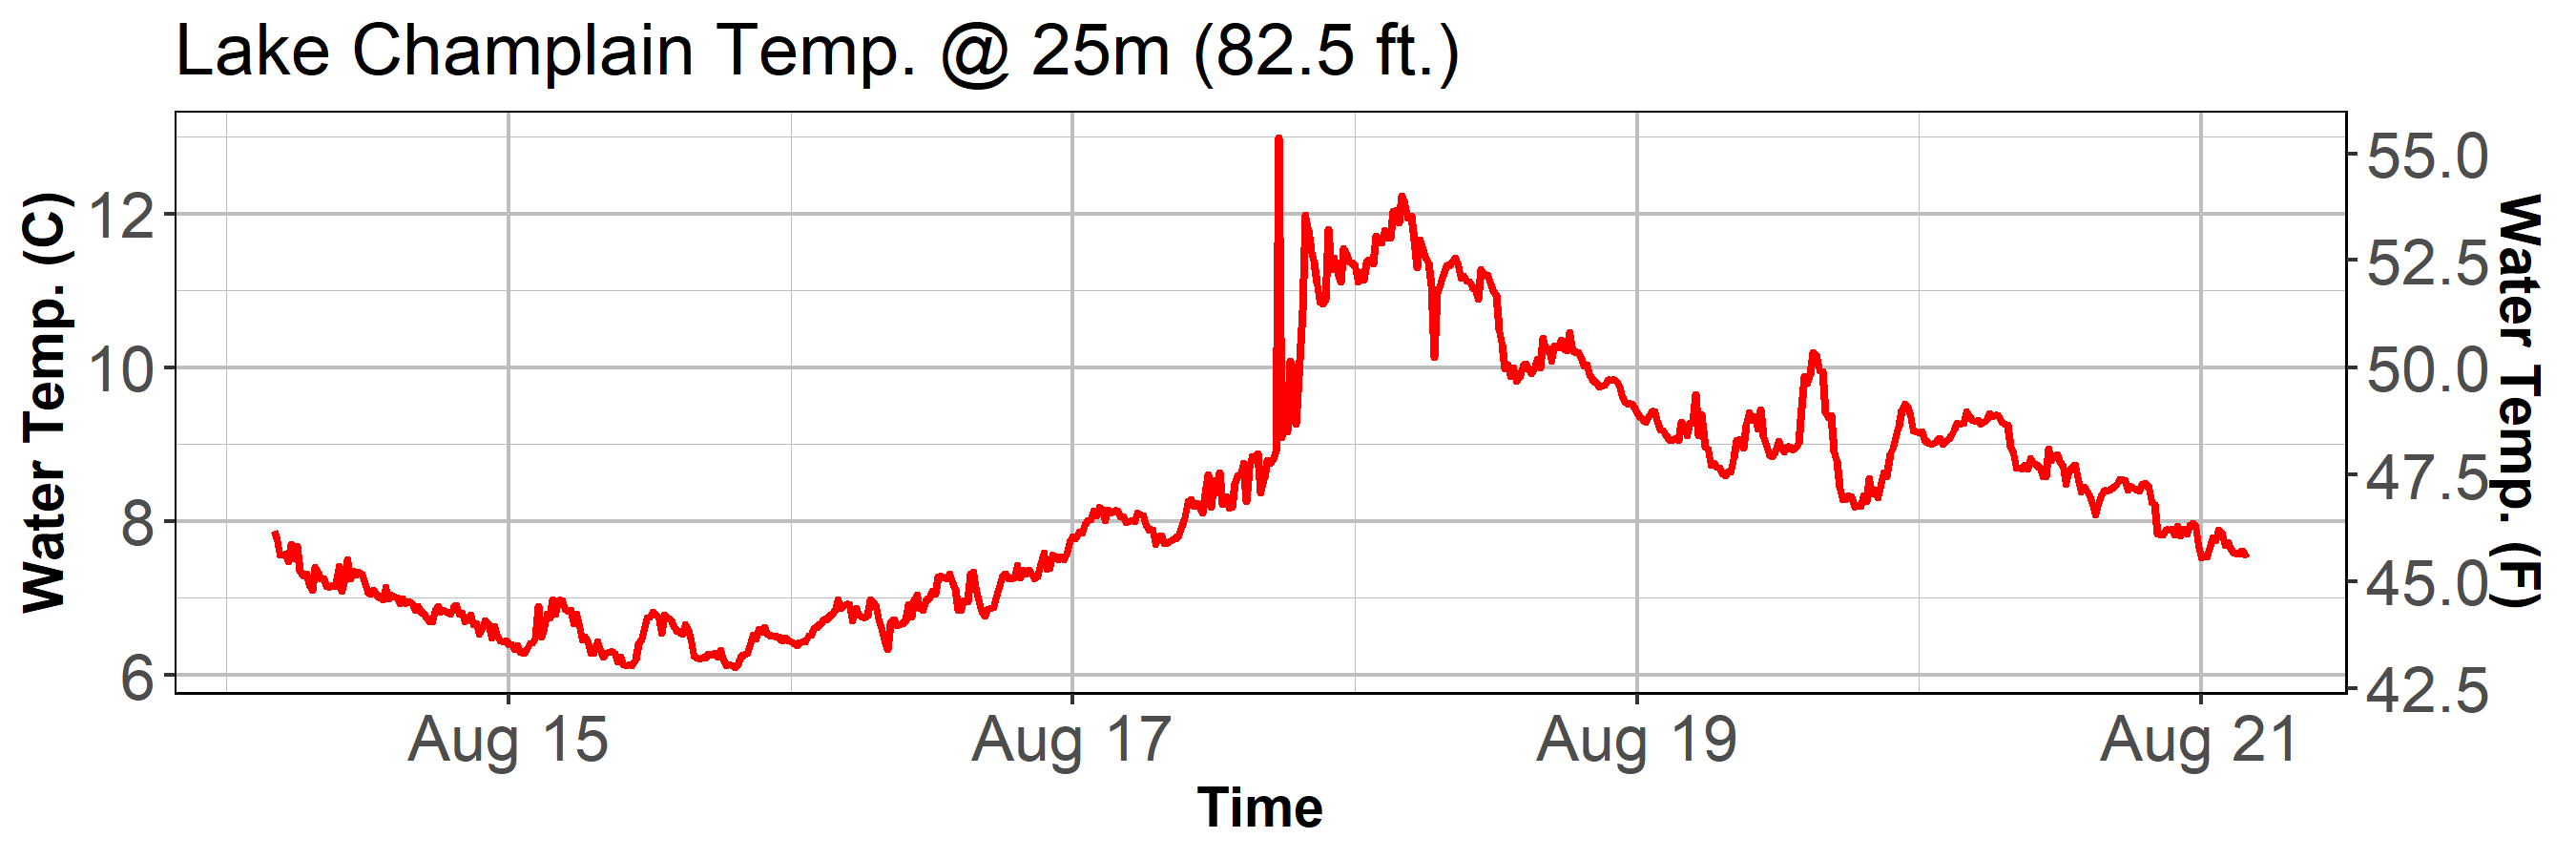 Lake Champlain Temp. @ 25m (82.5 ft.)
Water Temp. (C)
12
10
8
6
55.0
52.5
50.0
47.5
45.0
42.5
Water Temp. (F)
Aug 15
Aug 17
Aug 19
Aug 21
Time